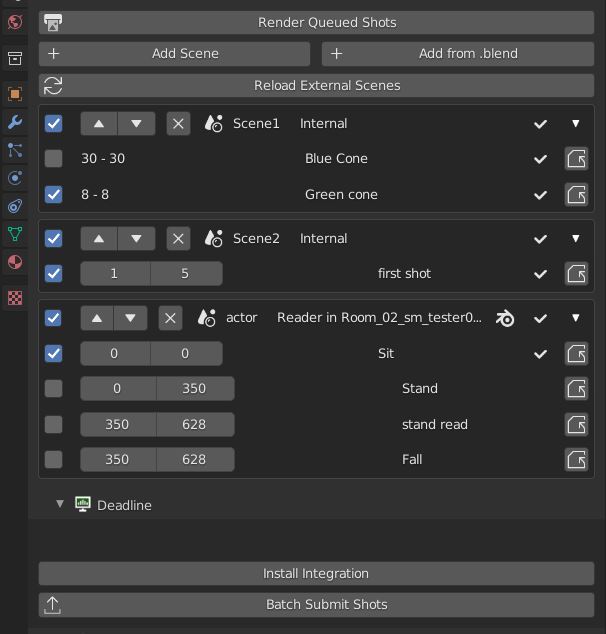 Render Queued Shots
Add Scene Add from .blend
Reload External Scenes
Scene1 Internal
30 - 30 Blue Cone
8 - 8 Green cone
Scene2 Internal
1 5 first shot
actor Reader in Room_02_sm_tester0...
0 0 Sit
0 350 Stand
350 628 stand read
350 628 Fall
Deadline
Install Integration
Batch Submit Shots